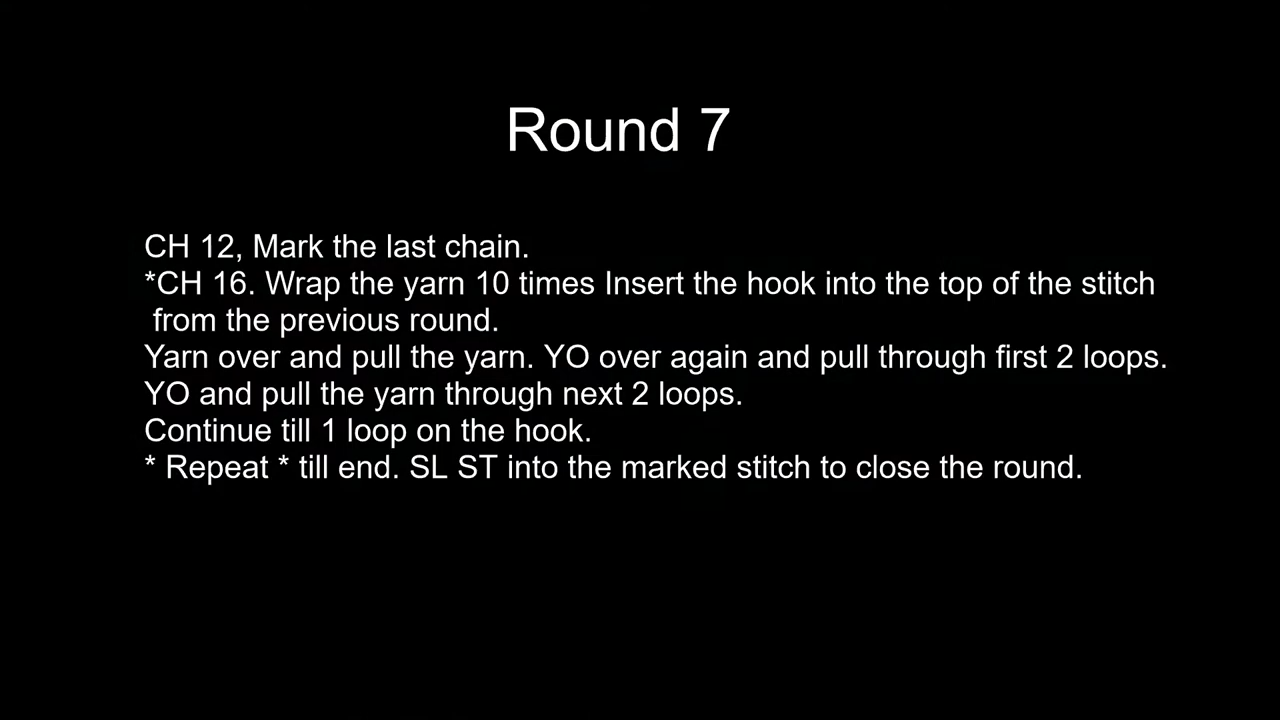 Round 7
CH 12, Mark the last chain.
*CH 16. Wrap the yarn 10 times Insert the hook into the top of the stitch
from the previous round.
Yarn over and pull the yarn. YO over again and pull through first 2 loops.
YO and pull the yarn through next 2 loops.
Continue till 1 loop on the hook.
* Repeat * till end. SL ST into the marked stitch to close the round.